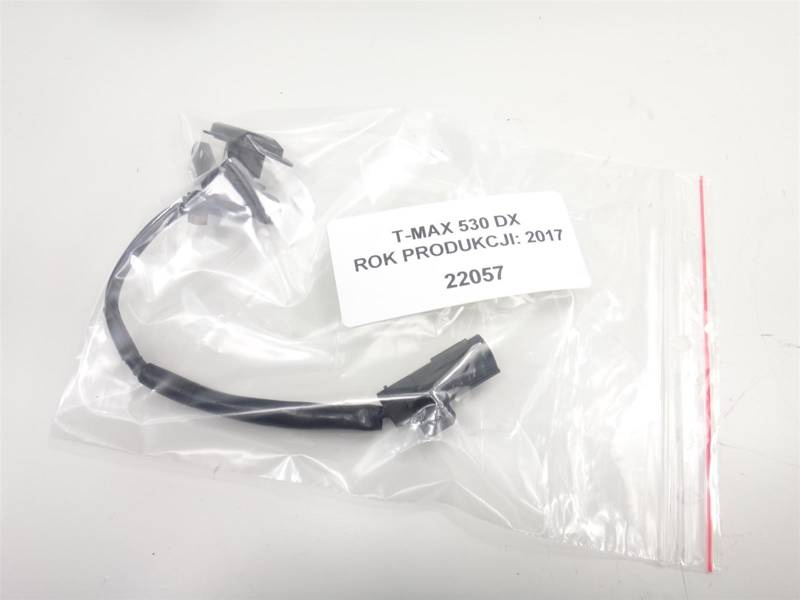 T-MAX 530 DX
ROK PRODUKCJI: 2017
22057